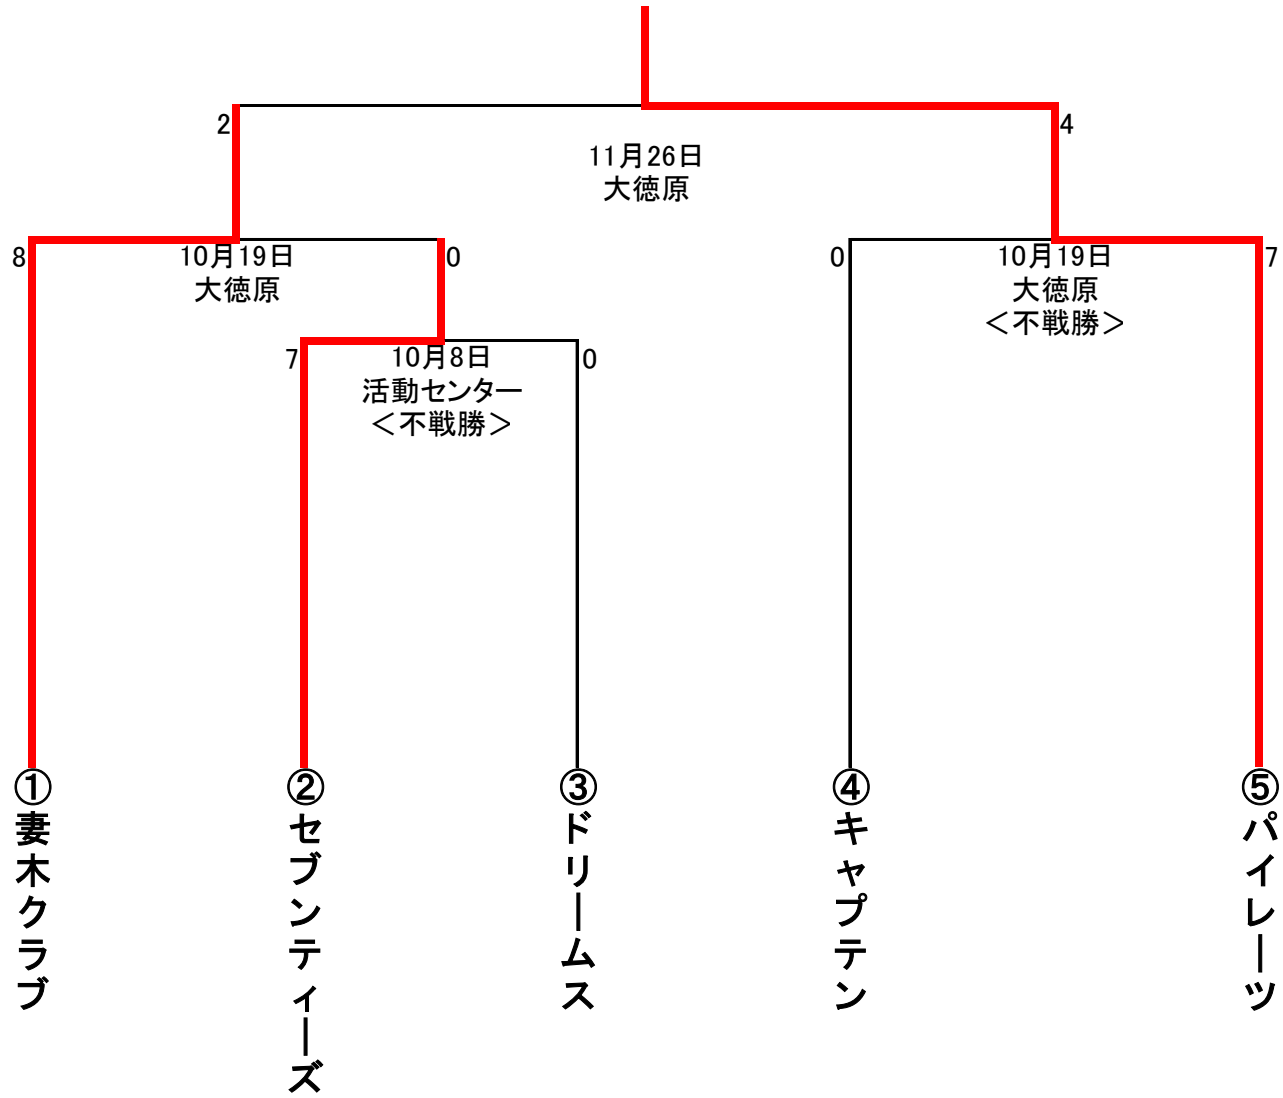 2
4
11月26日
大徳原
8
10月19日
大徳原
0
0
10月19日
大徳原
＜不戦勝＞
7
7
10月8日
活動センター
＜不戦勝＞
0
①妻木クラブ
②セブンティーズ
③ドリームス
④キャプテン
⑤パイレーツ